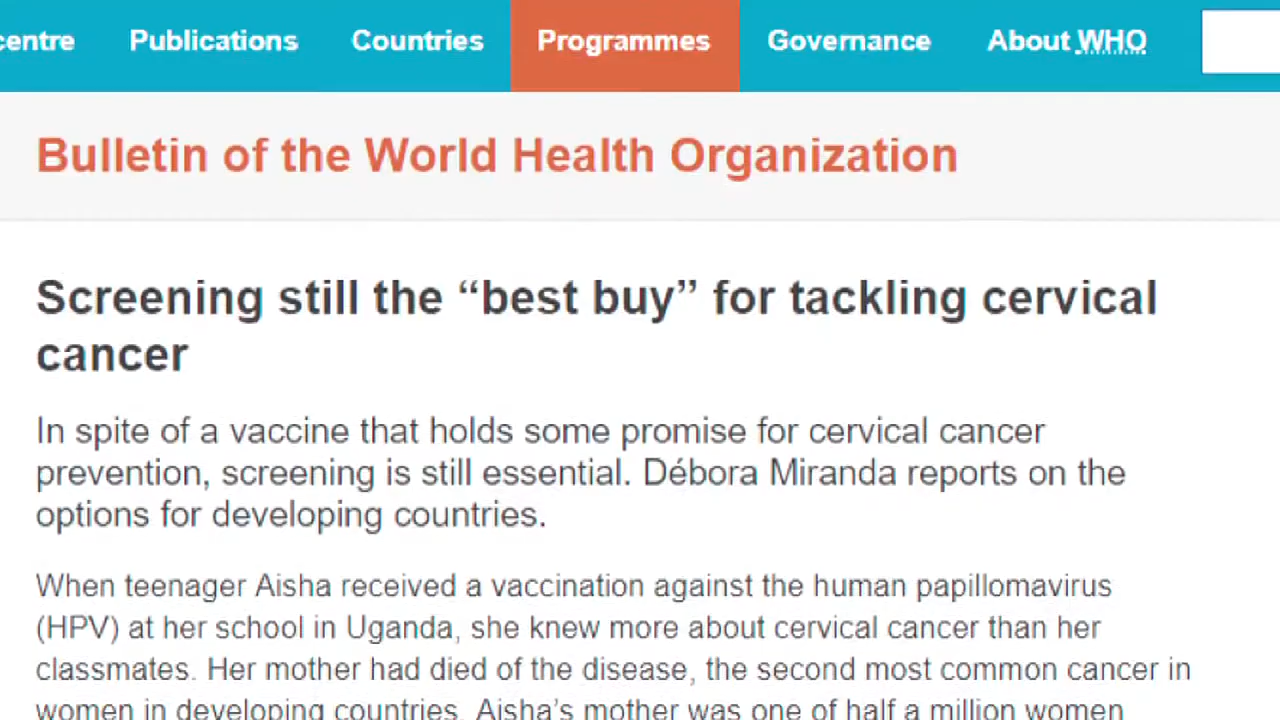 centre Publications Countries Programmes Governance About WHO
Bulletin of the World Health Organization
Screening still the “best buy” for tackling cervical
cancer
In spite of a vaccine that holds some promise for cervical cancer
prevention, screening is still essential. Débora Miranda reports on the
options for developing countries.
When teenager Aisha received a vaccination against the human papillomavirus
(HPV) at her school in Uganda, she knew more about cervical cancer than her
classmates. Her mother had died of the disease, the second most common cancer in
women in developing countries. Aisha’s mother was one of half a million women